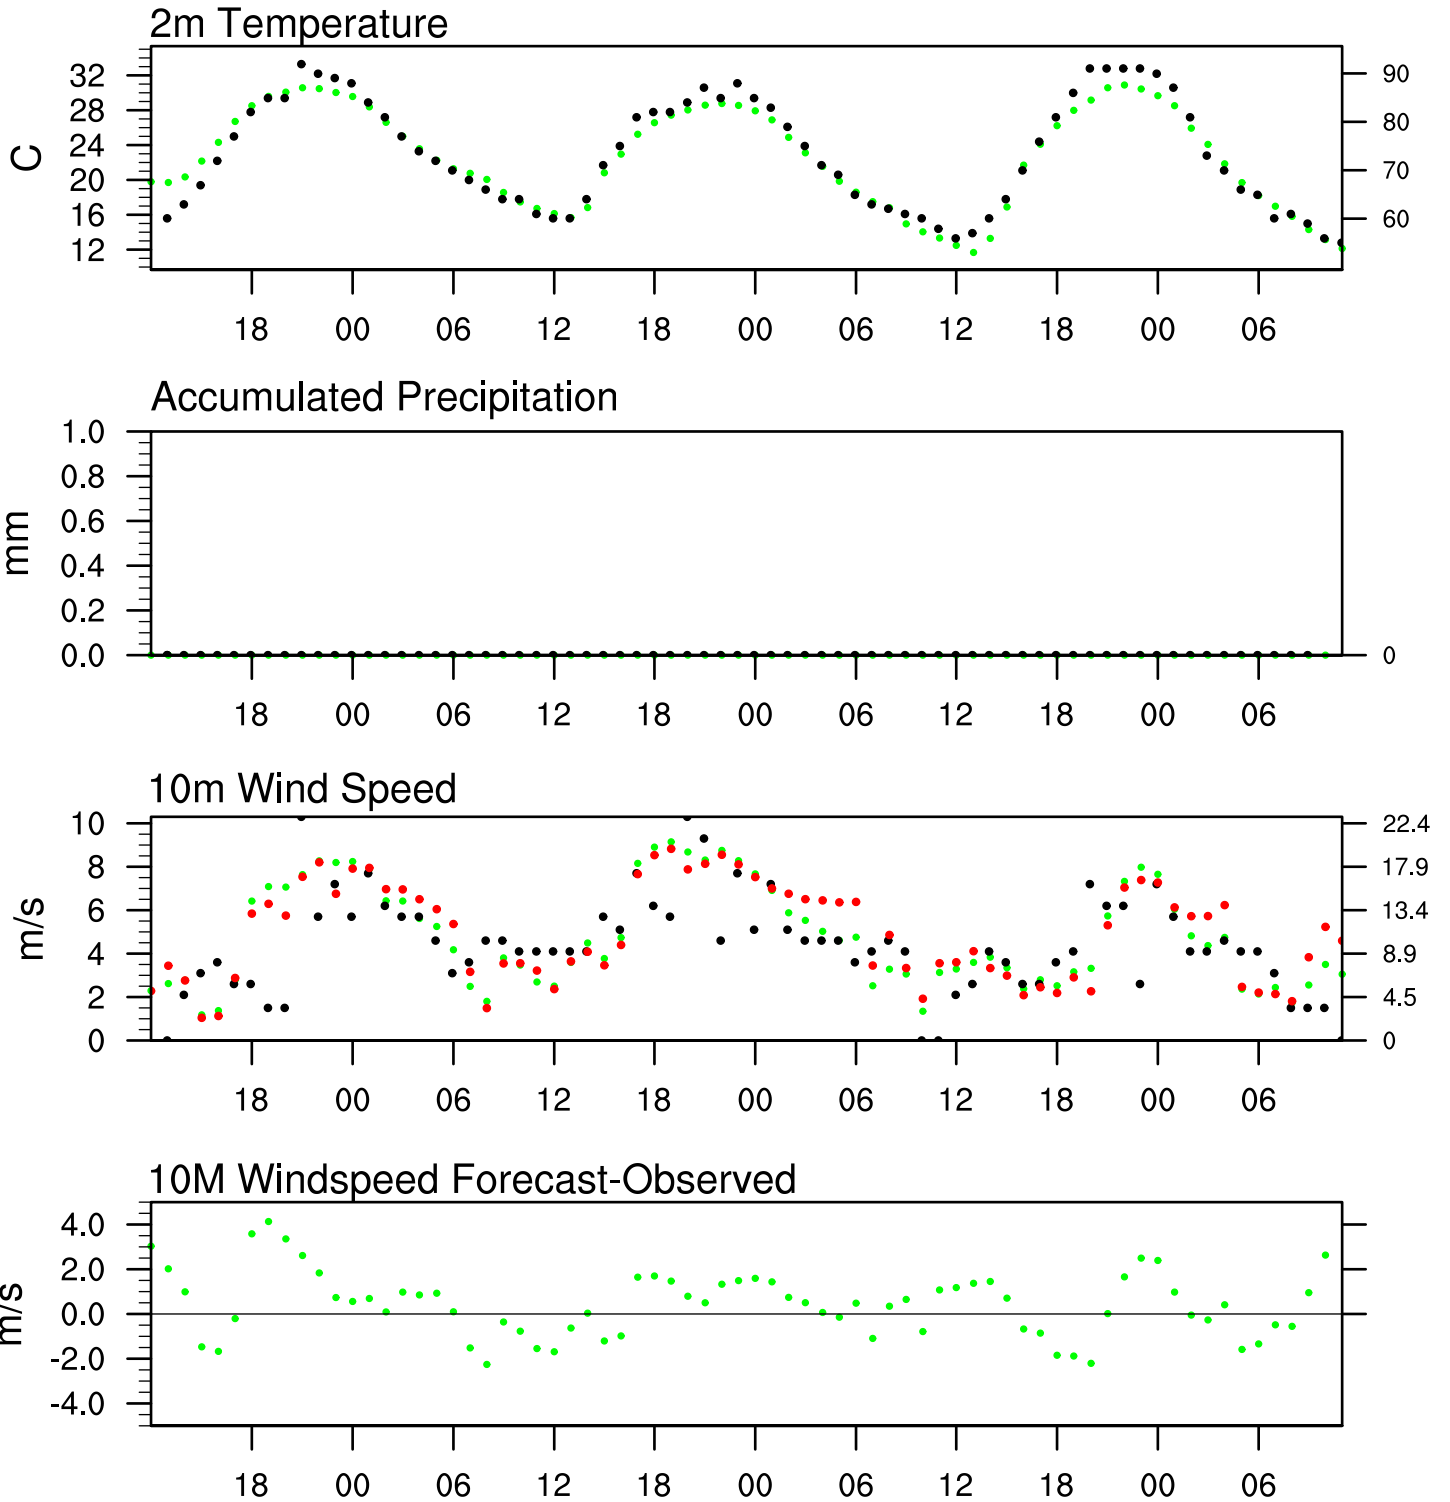 2m Temperature
32 90
28 80
24
20 70
16 60
12
C
18 00 06 12 18 00 06 12 18 00 06
Accumulated Precipitation
1.0
0.8
0.6
0.4
0.2
0.0 0
mm
18 00 06 12 18 00 06 12 18 00 06
10m Wind Speed
10 22.4
8 17.9
6 13.4
4 8.9
2 4.5
0 0
m/s
18 00 06 12 18 00 06 12 18 00 06
10M Windspeed Forecast-Observed
4.0
2.0
0.0
-2.0
-4.0
m/s
18 00 06 12 18 00 06 12 18 00 06